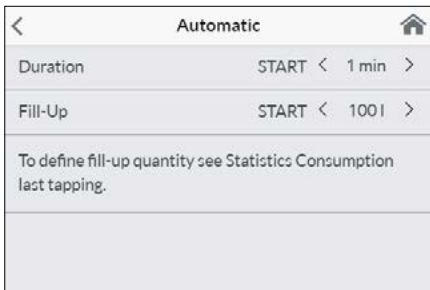 Automatic
Duration START < 1 min >
Fill-Up START < 100 l >
To define fill-up quantity see Statistics Consumption
last tapping.